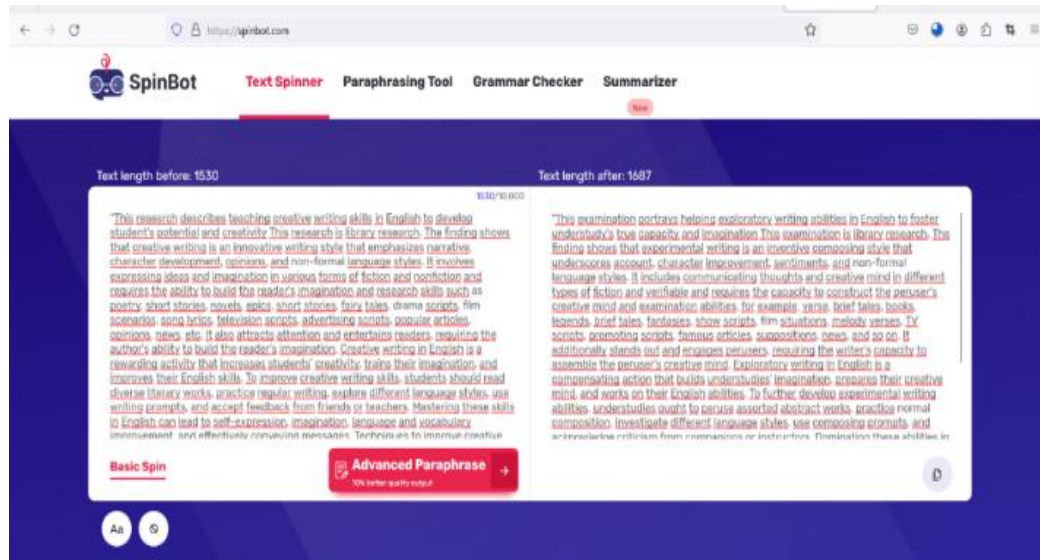 https://spinbot.com
SpinBot
Text Spinner Paraphrasing Tool Grammar Checker Summarizer
New
Text length before: 1530
Text length after: 1687
1530/10,000
"This research describes teaching creative writing skills in English to develop
student's potential and creativity This research is library research. The finding shows
that creative writing is an innovative writing style that emphasizes narrative,
character development, opinions, and non-formal language styles. It involves
expressing ideas and imagination in various forms of fiction and nonfiction and
requires the ability to build the reader's imagination and research skills such as
poetry, short stories, novels, epics, short stories, fairy tales, drama scripts, film
scenarios, song lyrics, television scripts, advertising scripts, popular articles,
opinions, news, etc. It also attracts attention and entertains readers, requiring the
author's ability to build the reader's imagination. Creative writing in English is a
rewarding activity that increases students' creativity, trains their imagination, and
improves their English skills. To improve creative writing skills, students should read
diverse literary works, practice regular writing, explore different language styles, use
writing prompts, and accept feedback from friends or teachers. Mastering these skills
in English can lead to self-expression, imagination, language and vocabulary
improvement, and effectively conveying messages. Techniques to improve creative
"This examination portrays helping exploratory writing abilities in English to foster
understudy's true capacity and imagination This examination is library research. The
finding shows that experimental writing is an inventive composing style that
underscores account, character improvement, sentiments, and non-formal
language styles. It includes communicating thoughts and creative mind in different
types of fiction and verifiable and requires the capacity to construct the peruser's
creative mind and examination abilities, for example, verse, brief tales, books,
legends, brief tales, fantasies, show scripts, film situations, melody verses, TV
scripts, promoting scripts, famous articles, suppositions, news, and so on. It
additionally stands out and engages perusers, requiring the writer's capacity to
assemble the peruser's creative mind. Exploratory writing in English is a
compensating action that builds understudies' imagination, prepares their creative
mind, and works on their English abilities. To further develop experimental writing
abilities, understudies ought to peruse assorted abstract works, practice normal
composition, investigate different language styles, use composing prompts, and
acknowledge criticism from companions or instructors. Dominating these abilities in
Basic Spin
Advanced Paraphrase
70% better quality output
Aa